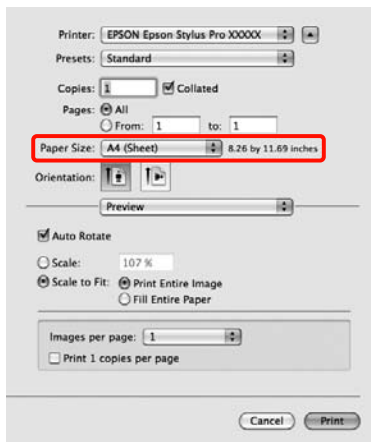 Printer: EPSON Epson Stylus Pro XXXXX
Presets: Standard
Copies: 1 Collated
Pages: All
From: 1 to: 1
Paper Size: A4 (Sheet) 8.26 by 11.69 inches
Orientation:
Preview
Auto Rotate
Scale: 107 %
Scale to Fit: Print Entire Image
Fill Entire Paper
Images per page: 1
Print 1 copies per page
Cancel Print